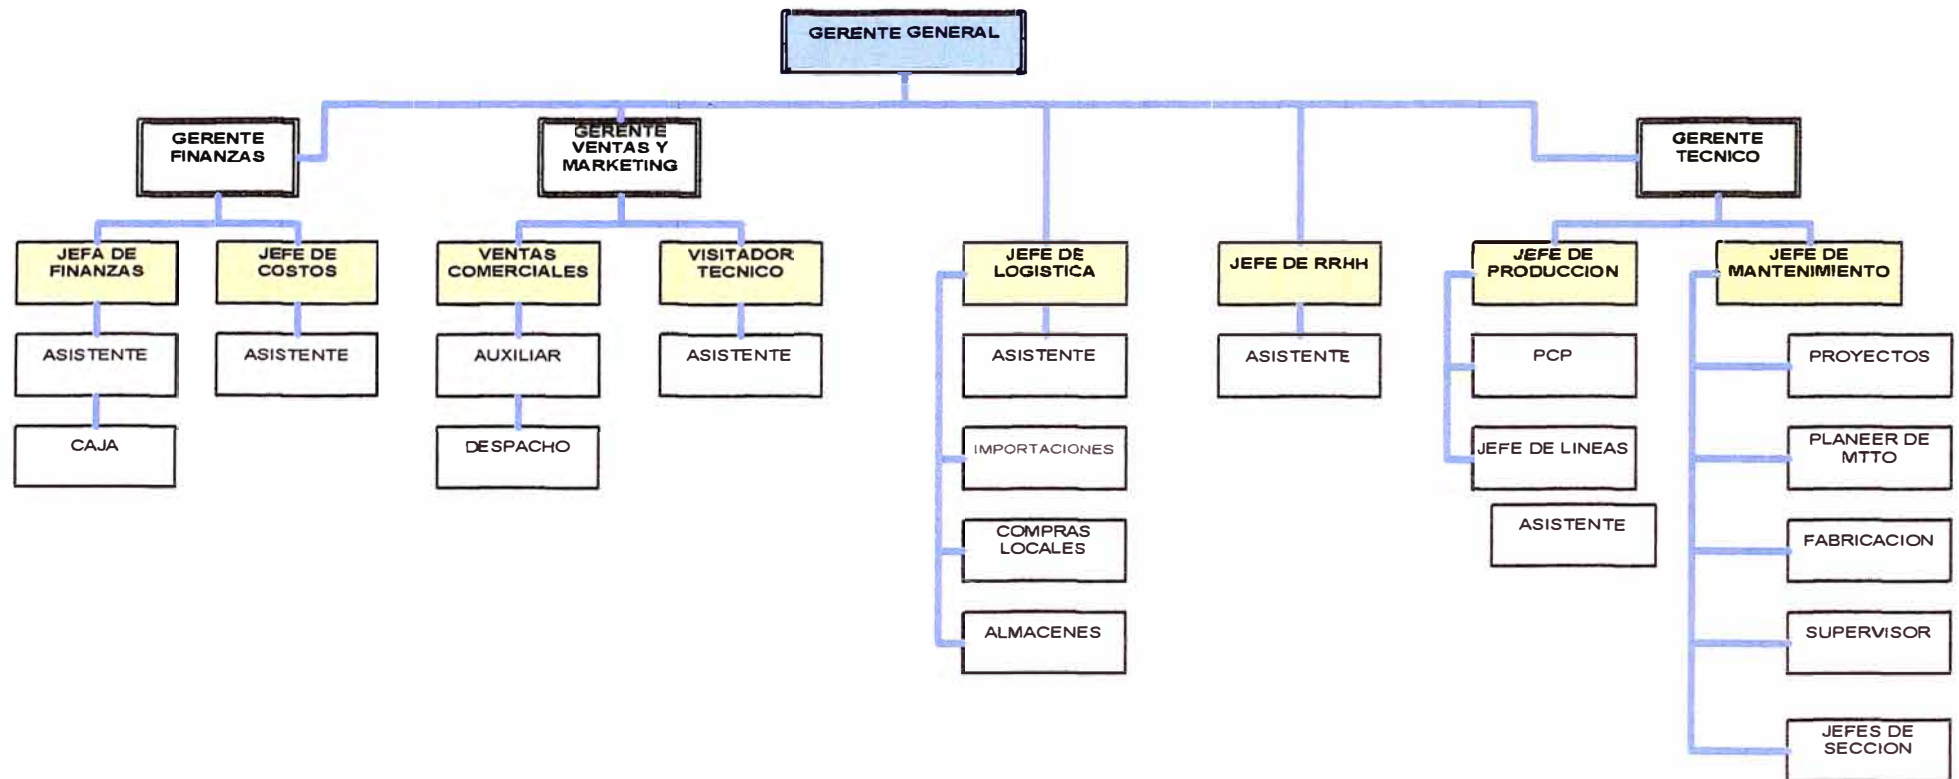 GERENTE GENERAL
GERENTE
FINANZAS
GERENTE
VENTAS Y
MARKETING
GERENTE
TECNICO
JEFA DE
FINANZAS
JEFE DE
COSTOS
VENTAS
COMERCIALES
VISITADOR
TECNICO
JEFE DE
LOGISTICA
JEFE DE RRHH
JEFE DE
PRODUCCION
JEFE DE
MANTENIMIENTO
ASISTENTE
ASISTENTE
AUXILIAR
ASISTENTE
ASISTENTE
ASISTENTE
PCP
PROYECTOS
CAJA
DESPACHO
IMPORTACIONES
JEFE DE LINEAS
PLANEER DE
MTTO
ASISTENTE
COMPRAS
LOCALES
FABRICACION
ALMACENES
SUPERVISOR
JEFES DE
SECCION